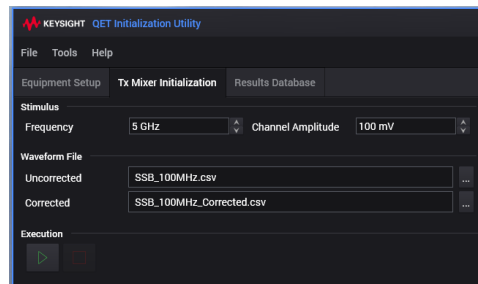 KEYSIGHT QET Initialization Utility
File Tools Help
Equipment Setup Tx Mixer Initialization Results Database
Stimulus
Frequency 5 GHz Channel Amplitude 100 mV
Waveform File
Uncorrected SSB_100MHz.csv ...
Corrected SSB_100MHz_Corrected.csv ...
Execution